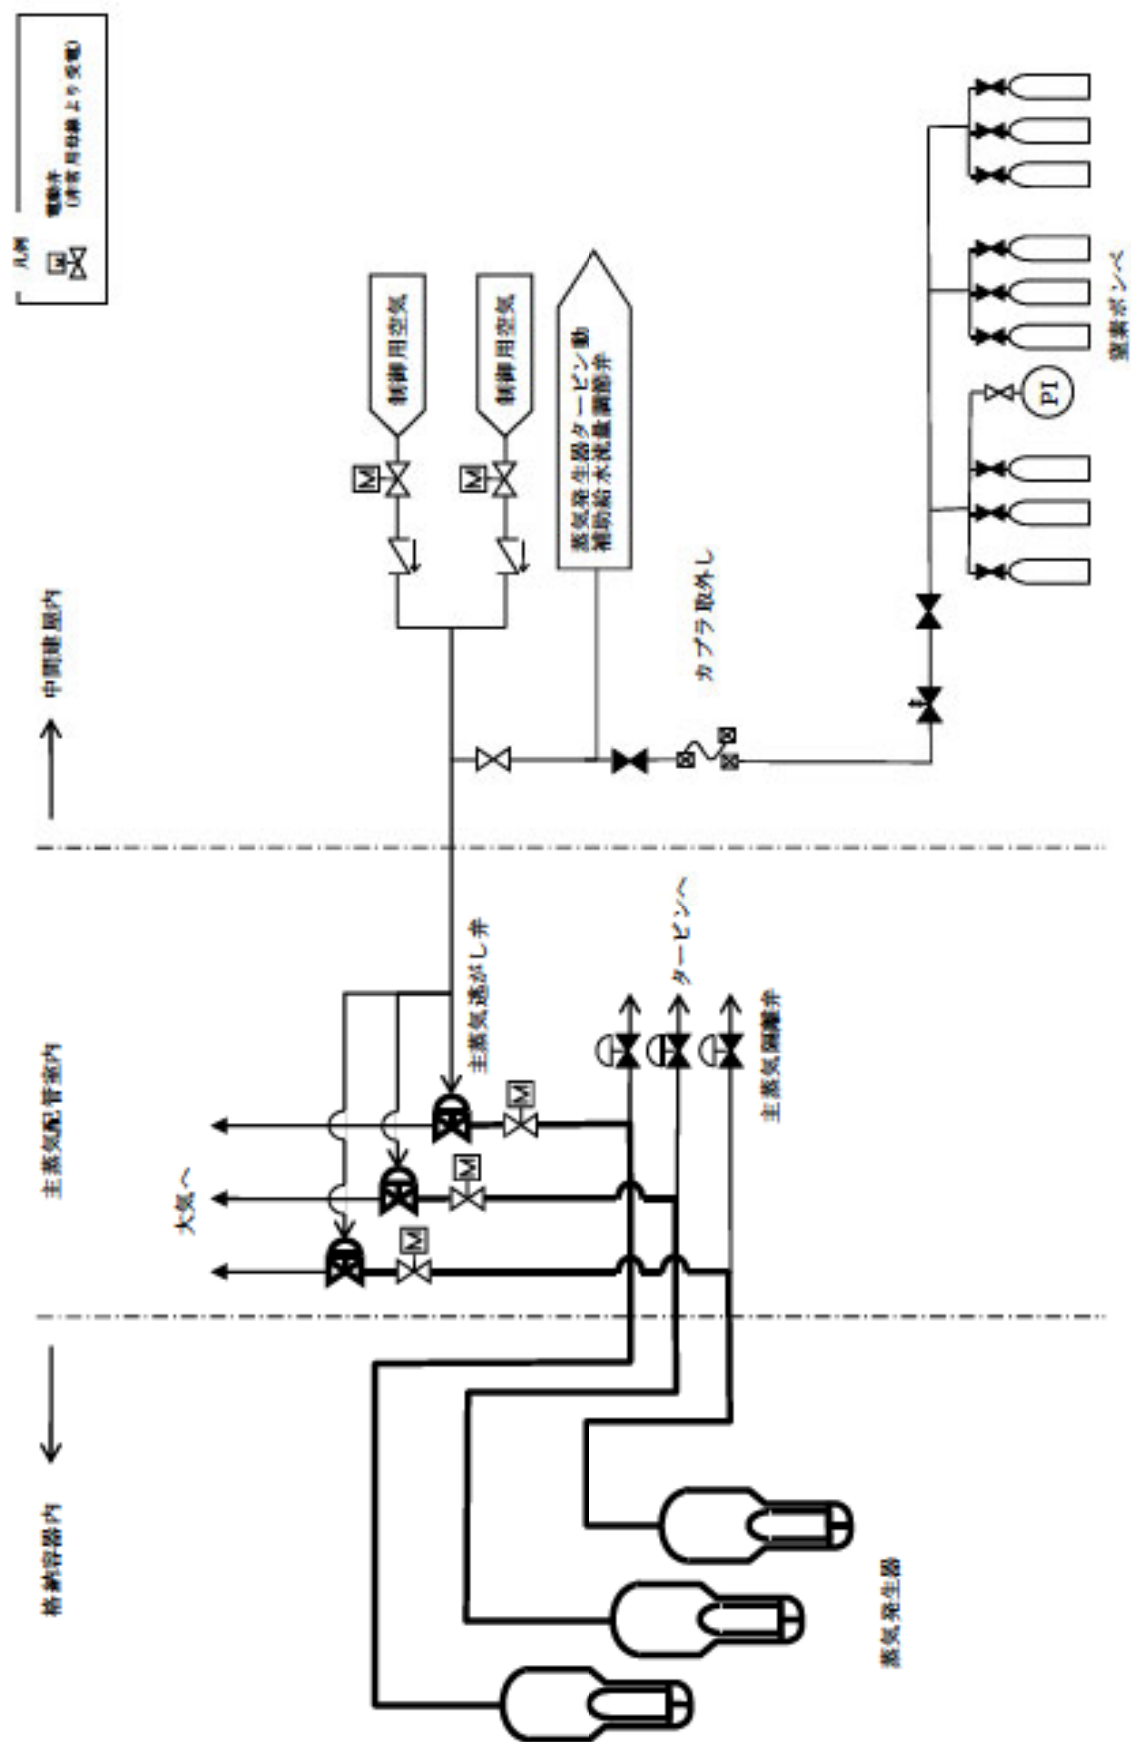 格納容器内
主蒸気配管室内
中間建屋内
凡例
M
電動弁
(非常用母線より受電)
大気へ
M
M
M
主蒸気逃がし弁
タービンへ
主蒸気隔離弁
M
制御用空気
M
制御用空気
蒸気発生器タービン動
補助給水流量調節弁
カプラ取外し
PI
窒素ボンベ
蒸気発生器